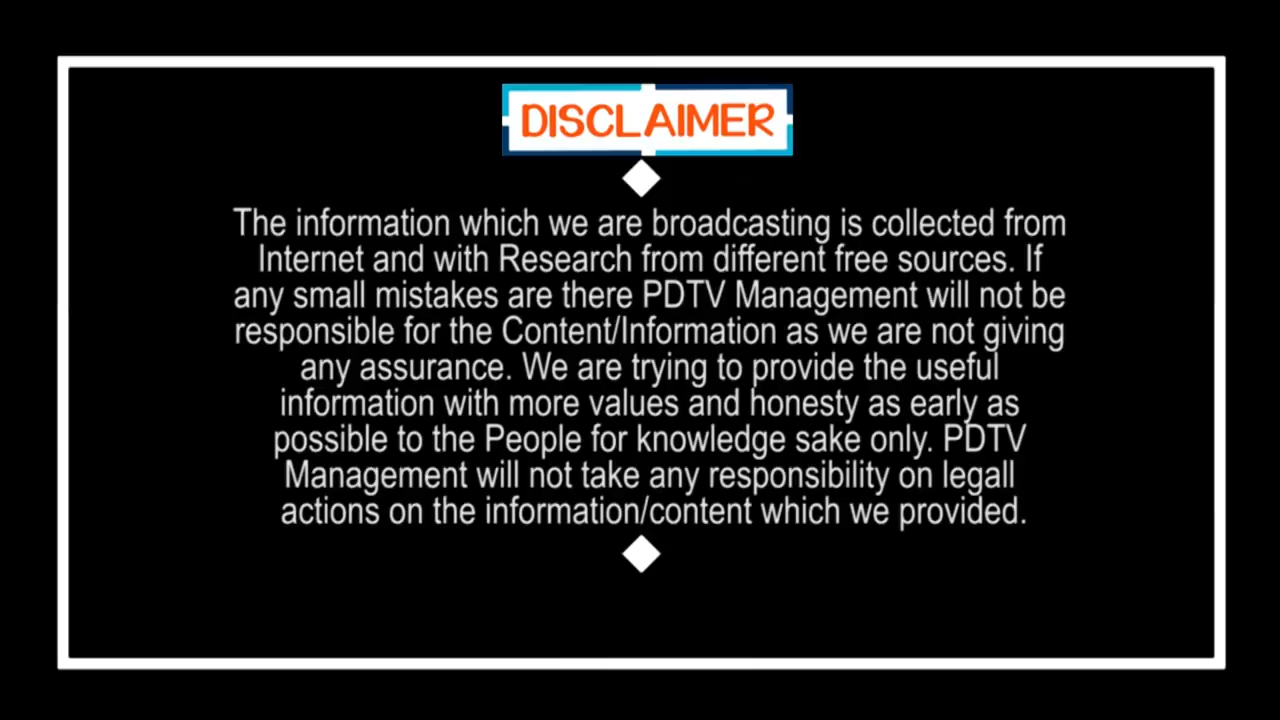 DISCLAIMER
The information which we are broadcasting is collected from
Internet and with Research from different free sources. If
any small mistakes are there PDTV Management will not be
responsible for the Content/Information as we are not giving
any assurance. We are trying to provide the useful
information with more values and honesty as early as
possible to the People for knowledge sake only. PDTV
Management will not take any responsibility on legall
actions on the information/content which we provided.